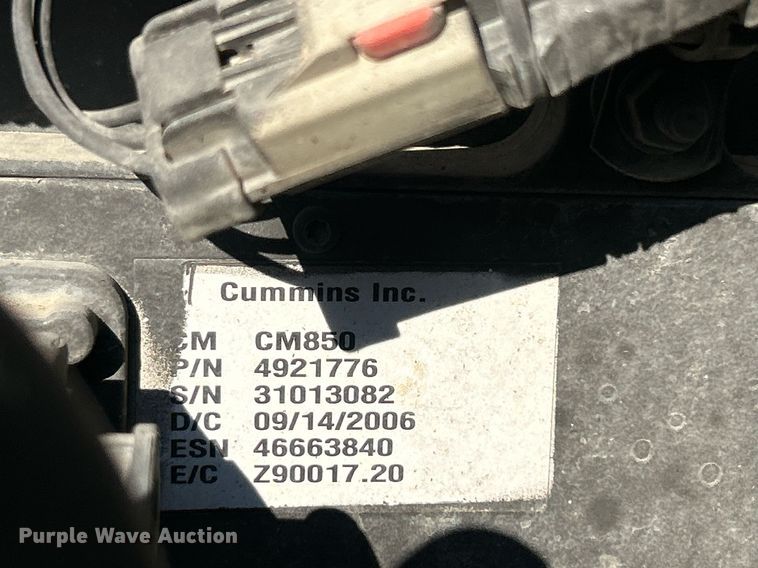 Cummins Inc.
CM CM850
P/N 4921776
S/N 31013082
D/C 09/14/2006
ESN 46663840
E/C Z90017.20
Purple Wave Auction